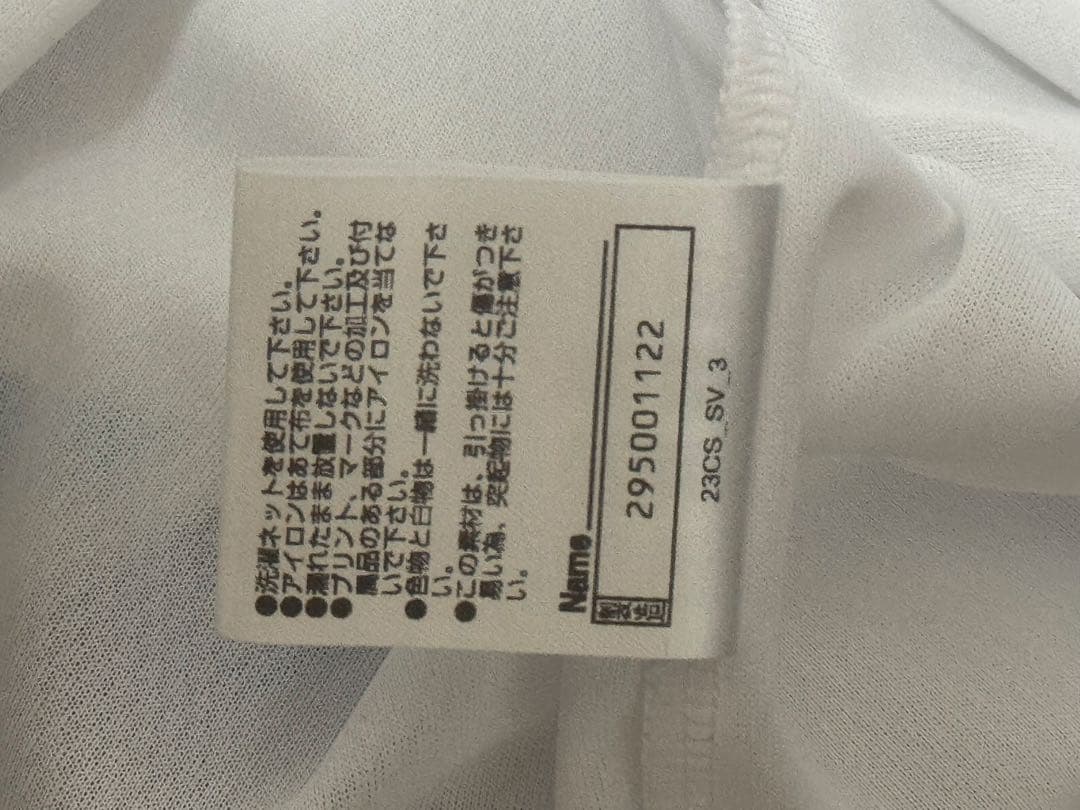 ●洗濯ネットを使用して下さい。
●アイロンはあて布を使用して下さい。
●濡れたまま放置しないで下さい。
●プリント、マークなどの加工及び付
属品のある部分にアイロンを当てな
いで下さい。
●色物と白物は一緒に洗わないで下さ
い。
●この素材は、引っ掛けると傷がつき
易い為、突起物には十分ご注意下さ
い。
Name
製造
295001122
23CS_SV_3